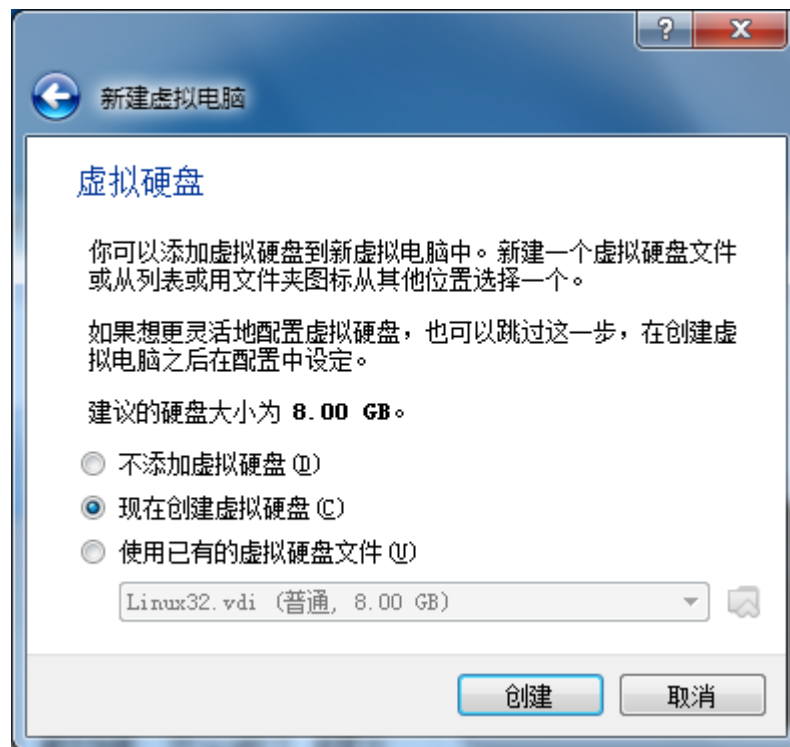 ?
X
新建虚拟电脑
虚拟硬盘
你可以添加虚拟硬盘到新虚拟电脑中。新建一个虚拟硬盘文件
或从列表或用文件夹图标从其他位置选择一个。
如果想更灵活地配置虚拟硬盘，也可以跳过这一步，在创建虚
拟电脑之后在配置中设定。
建议的硬盘大小为 8.00 GB。
不添加虚拟硬盘(D)
现在创建虚拟硬盘(C)
使用已有的虚拟硬盘文件(U)
Linux32.vdi (普通, 8.00 GB)
创建
取消